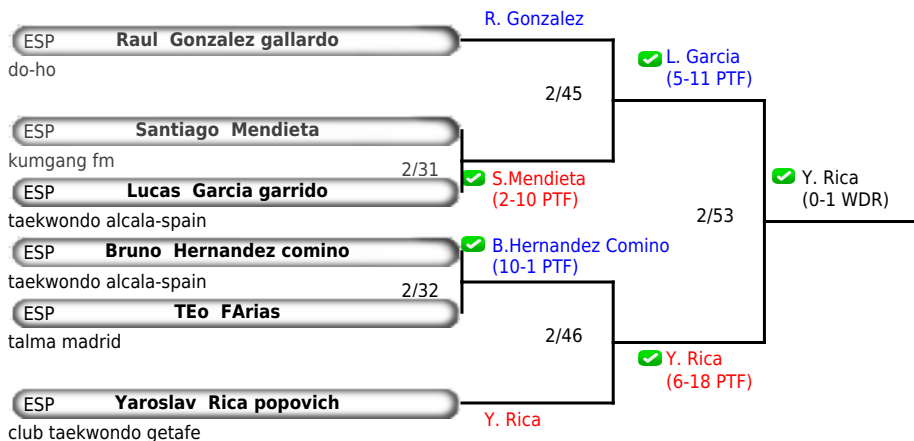 R. Gonzalez
ESP Raul Gonzalez gallardo
do-ho
L. Garcia
(5-11 PTF)
2/45
ESP Santiago Mendieta
kumgang fm
2/31
S.Mendieta
(2-10 PTF)
ESP Lucas Garcia garrido
taekwondo alcala-spain
Y. Rica
(0-1 WDR)
2/53
ESP Bruno Hernandez comino
taekwondo alcala-spain
B.Hernandez Comino
(10-1 PTF)
2/32
ESP TEo FArias
talma madrid
2/46
Y. Rica
(6-18 PTF)
ESP Yaroslav Rica popovich
club taekwondo getafe
Y. Rica